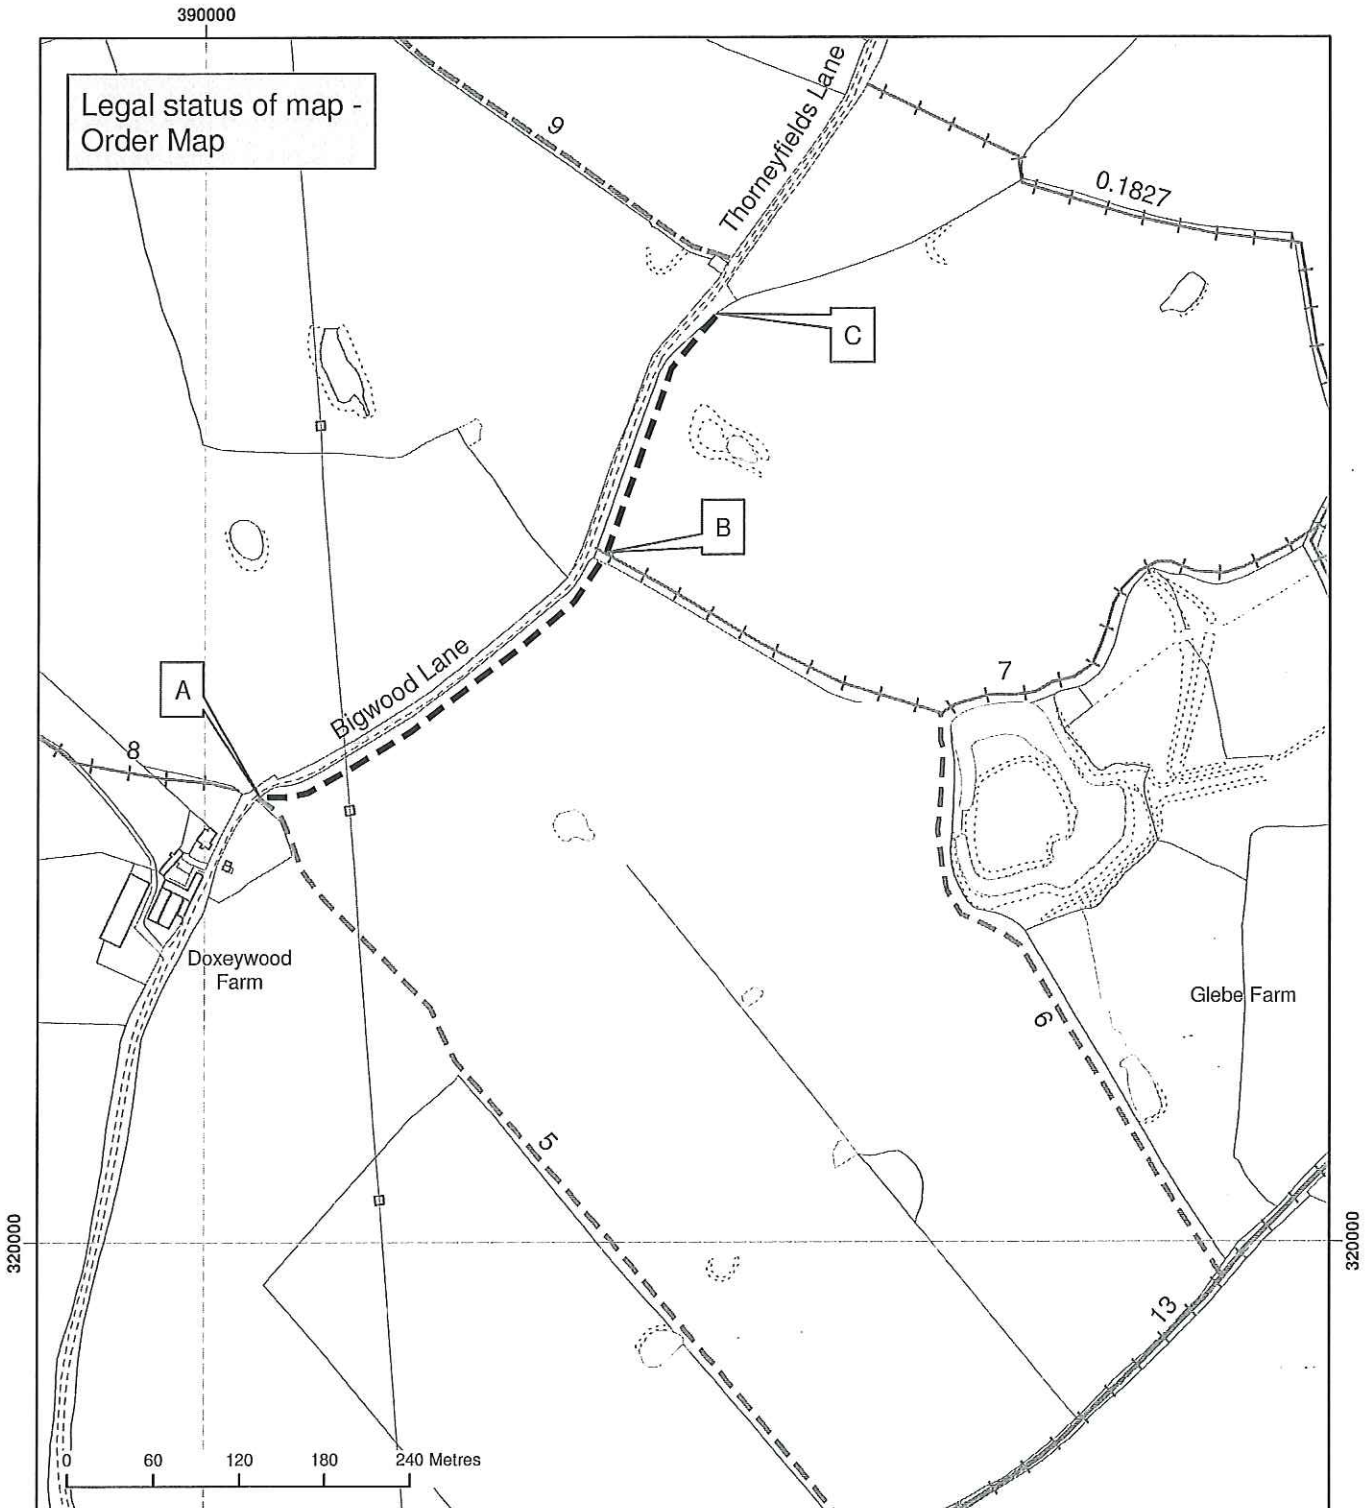 390000
Legal status of map -
Order Map
9
Thorneyfields Lane
0.1827
C
B
7
A
Bigwood Lane
8
Doxeywood
Farm
Glebe Farm
6
5
320000
320000
13
0 60 120 180 240 Metres